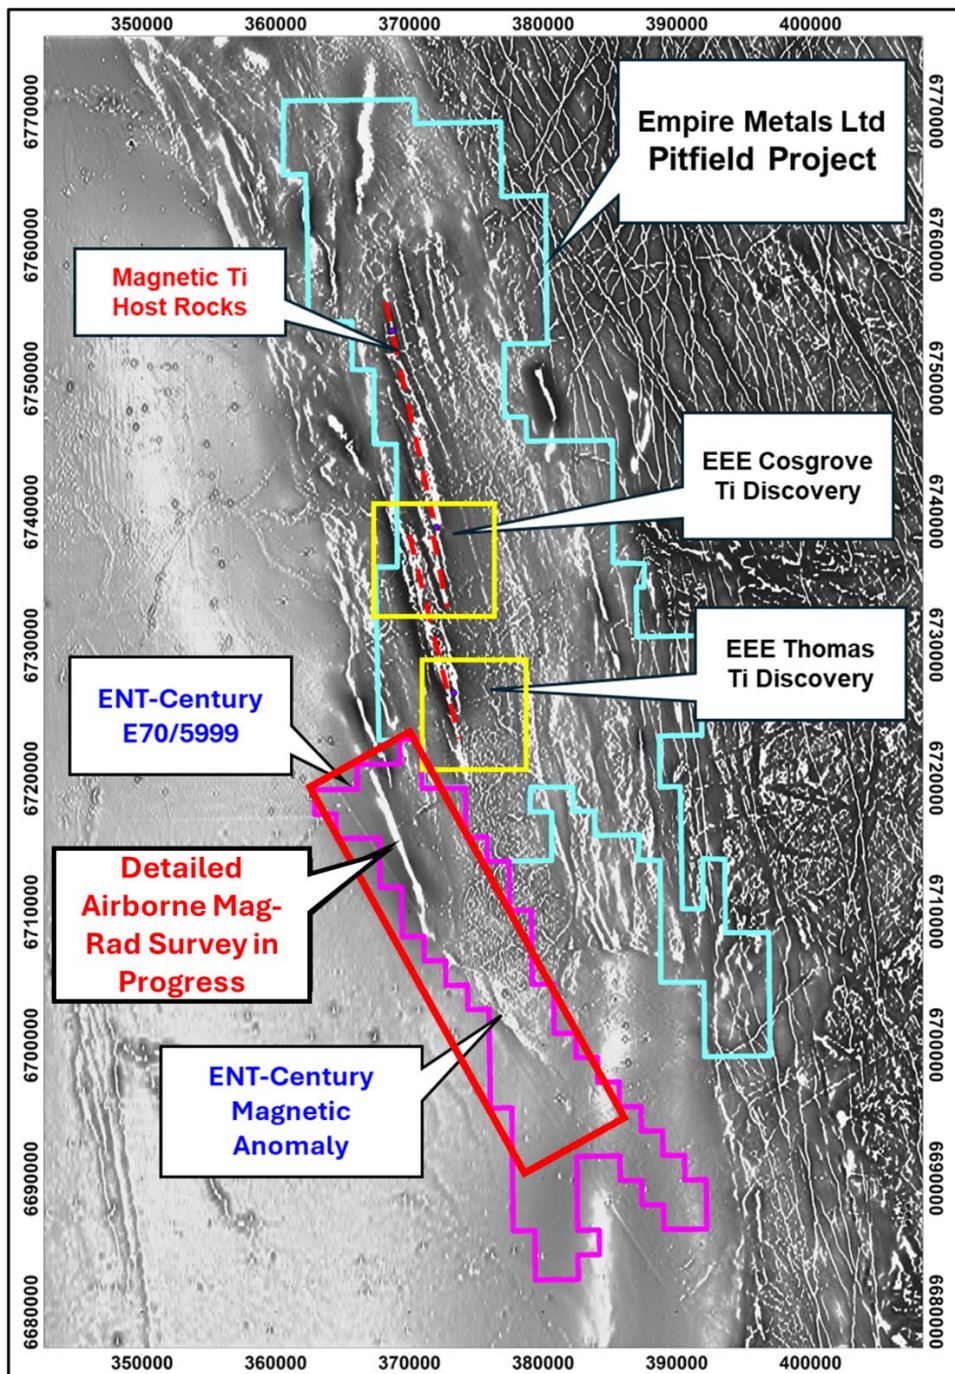 350000 360000 370000 380000 390000 400000
6770000
6770000
Empire Metals Ltd
Pitfield Project
6760000
6760000
Magnetic Ti
Host Rocks
6750000
6750000
EEE Cosgrove
Ti Discovery
6740000
6740000
EEE Thomas
Ti Discovery
6730000
6730000
ENT-Century
E70/5999
6720000
6720000
Detailed
Airborne Mag-
Rad Survey in
Progress
6710000
6710000
6700000
6700000
ENT-Century
Magnetic
Anomaly
6690000
6690000
6680000
6680000
350000 360000 370000 380000 390000 400000